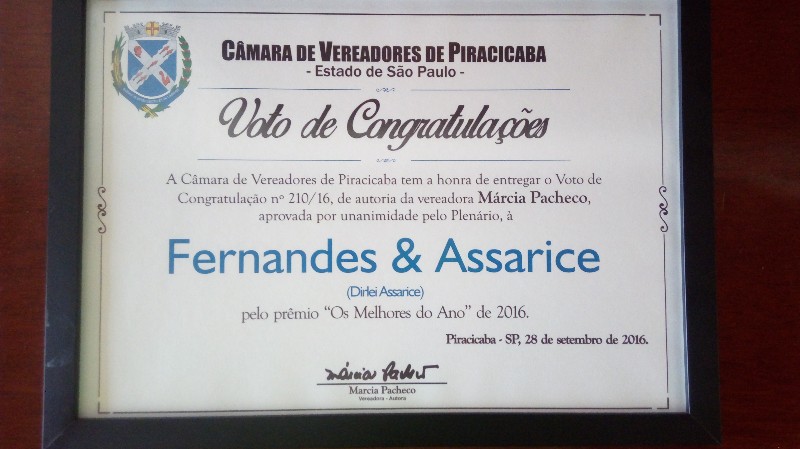 CÂMARA DE VEREADORES DE PIRACICABA
- Estado de São Paulo -
Voto de Congratulações
A Câmara de Vereadores de Piracicaba tem a honra de entregar o Voto de
Congratulação nº 210/16, de autoria da vereadora Márcia Pacheco,
aprovada por unanimidade pelo Plenário, à
Fernandes & Assarice
(Dirlei Assarice)
pelo prêmio “Os Melhores do Ano” de 2016.
Piracicaba - SP, 28 de setembro de 2016.
Marcia Pacheco
Vereadora - Autora